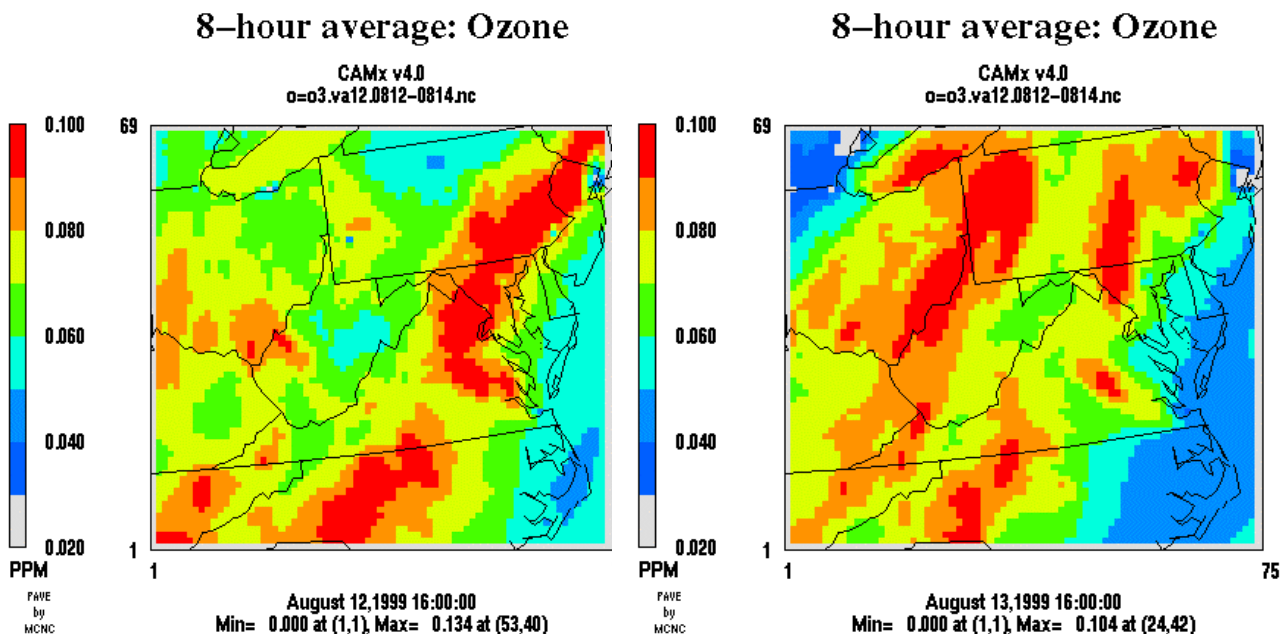 8–hour average: Ozone
CAMx v4.0
o=o3.va12.0812–0814.nc
0.100
0.080
0.060
0.040
0.020
PPM
PAVE
by
MCNC
69
1
1
August 12,1999 16:00:00
Min= 0.000 at (1,1), Max= 0.134 at (53,40)
8–hour average: Ozone
CAMx v4.0
o=o3.va12.0812–0814.nc
0.100
0.080
0.060
0.040
0.020
PPM
PAVE
by
MCNC
69
1
1
75
August 13,1999 16:00:00
Min= 0.000 at (1,1), Max= 0.104 at (24,42)